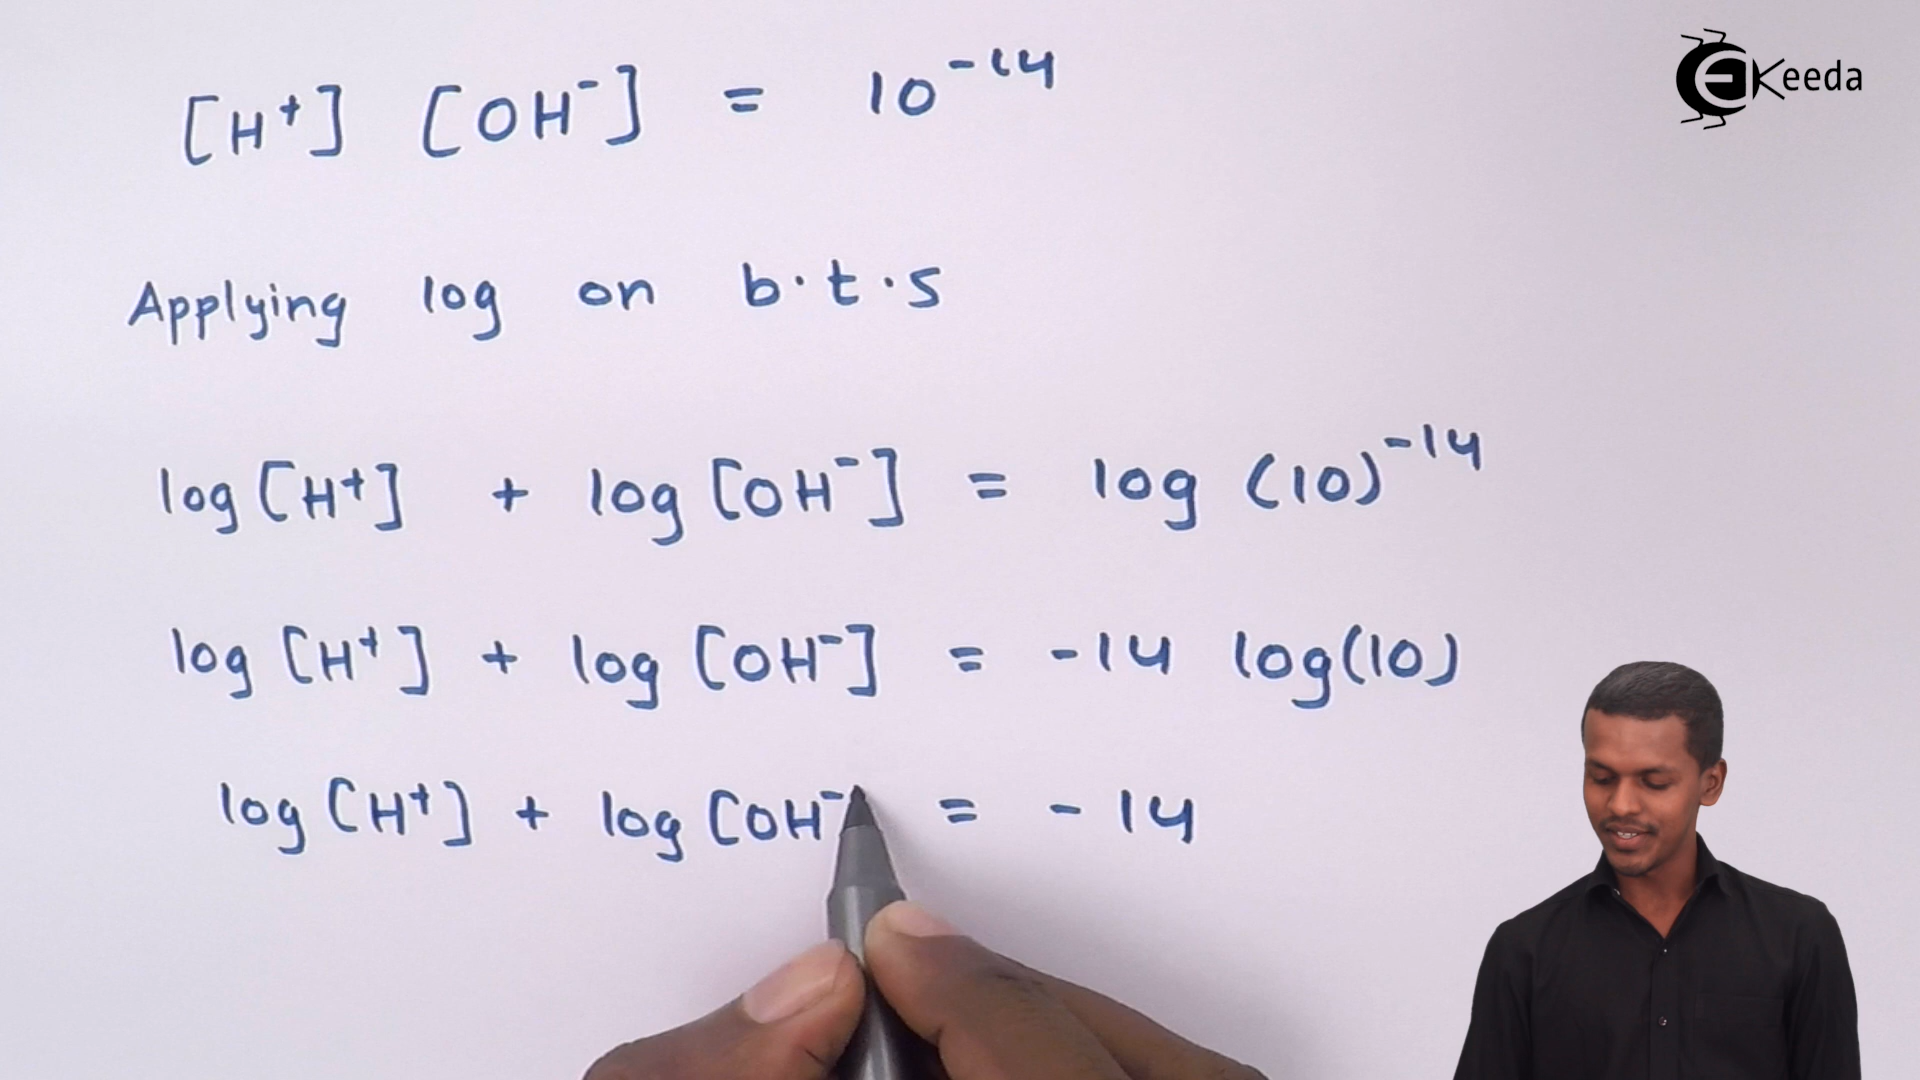 [H⁺] [OH⁻] = 10⁻¹⁴
EKeeda
Applying log on b.t.s
log [H⁺] + log [OH⁻] = log (10)⁻¹⁴
log [H⁺] + log [OH⁻] = -14 log(10)
log [H⁺] + log [OH⁻ = - 14